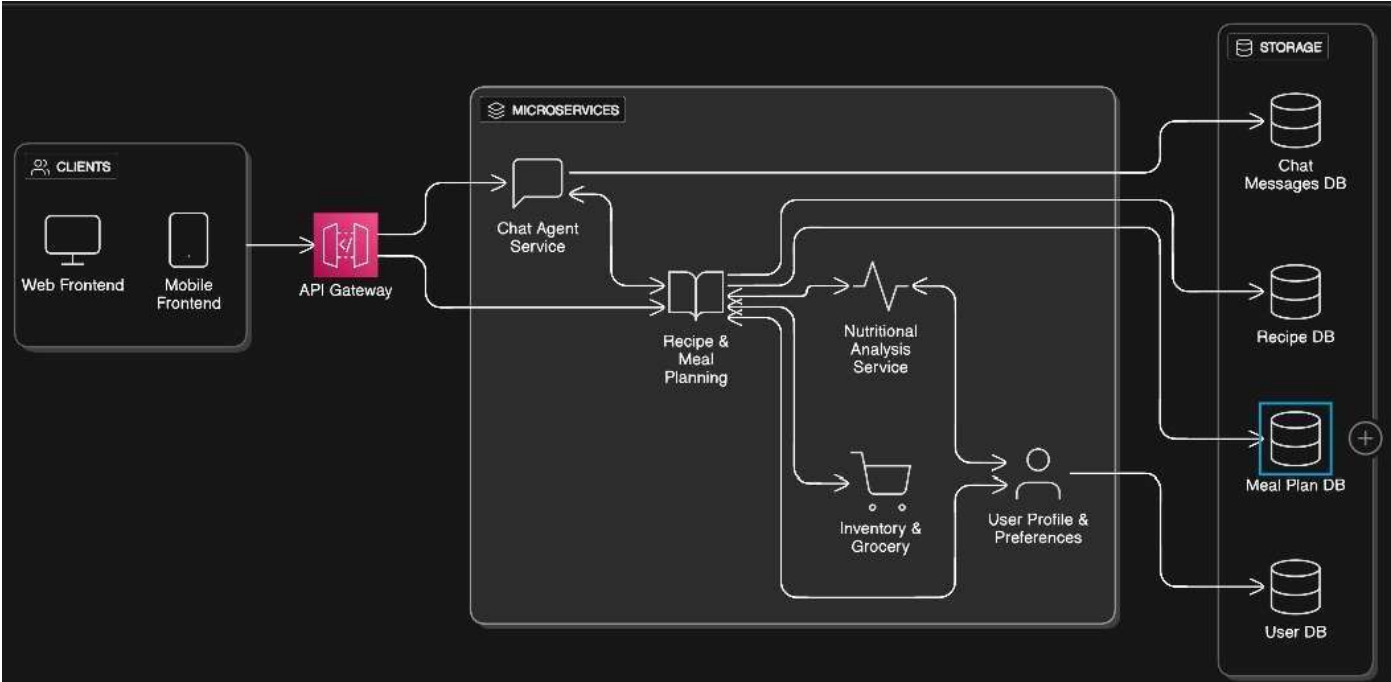 CLIENTS
Web Frontend
Mobile
Frontend
API Gateway
MICROSERVICES
Chat Agent
Service
Recipe &
Meal
Planning
Nutritional
Analysis
Service
Inventory &
Grocery
User Profile &
Preferences
STORAGE
Chat
Messages DB
Recipe DB
Meal Plan DB
User DB